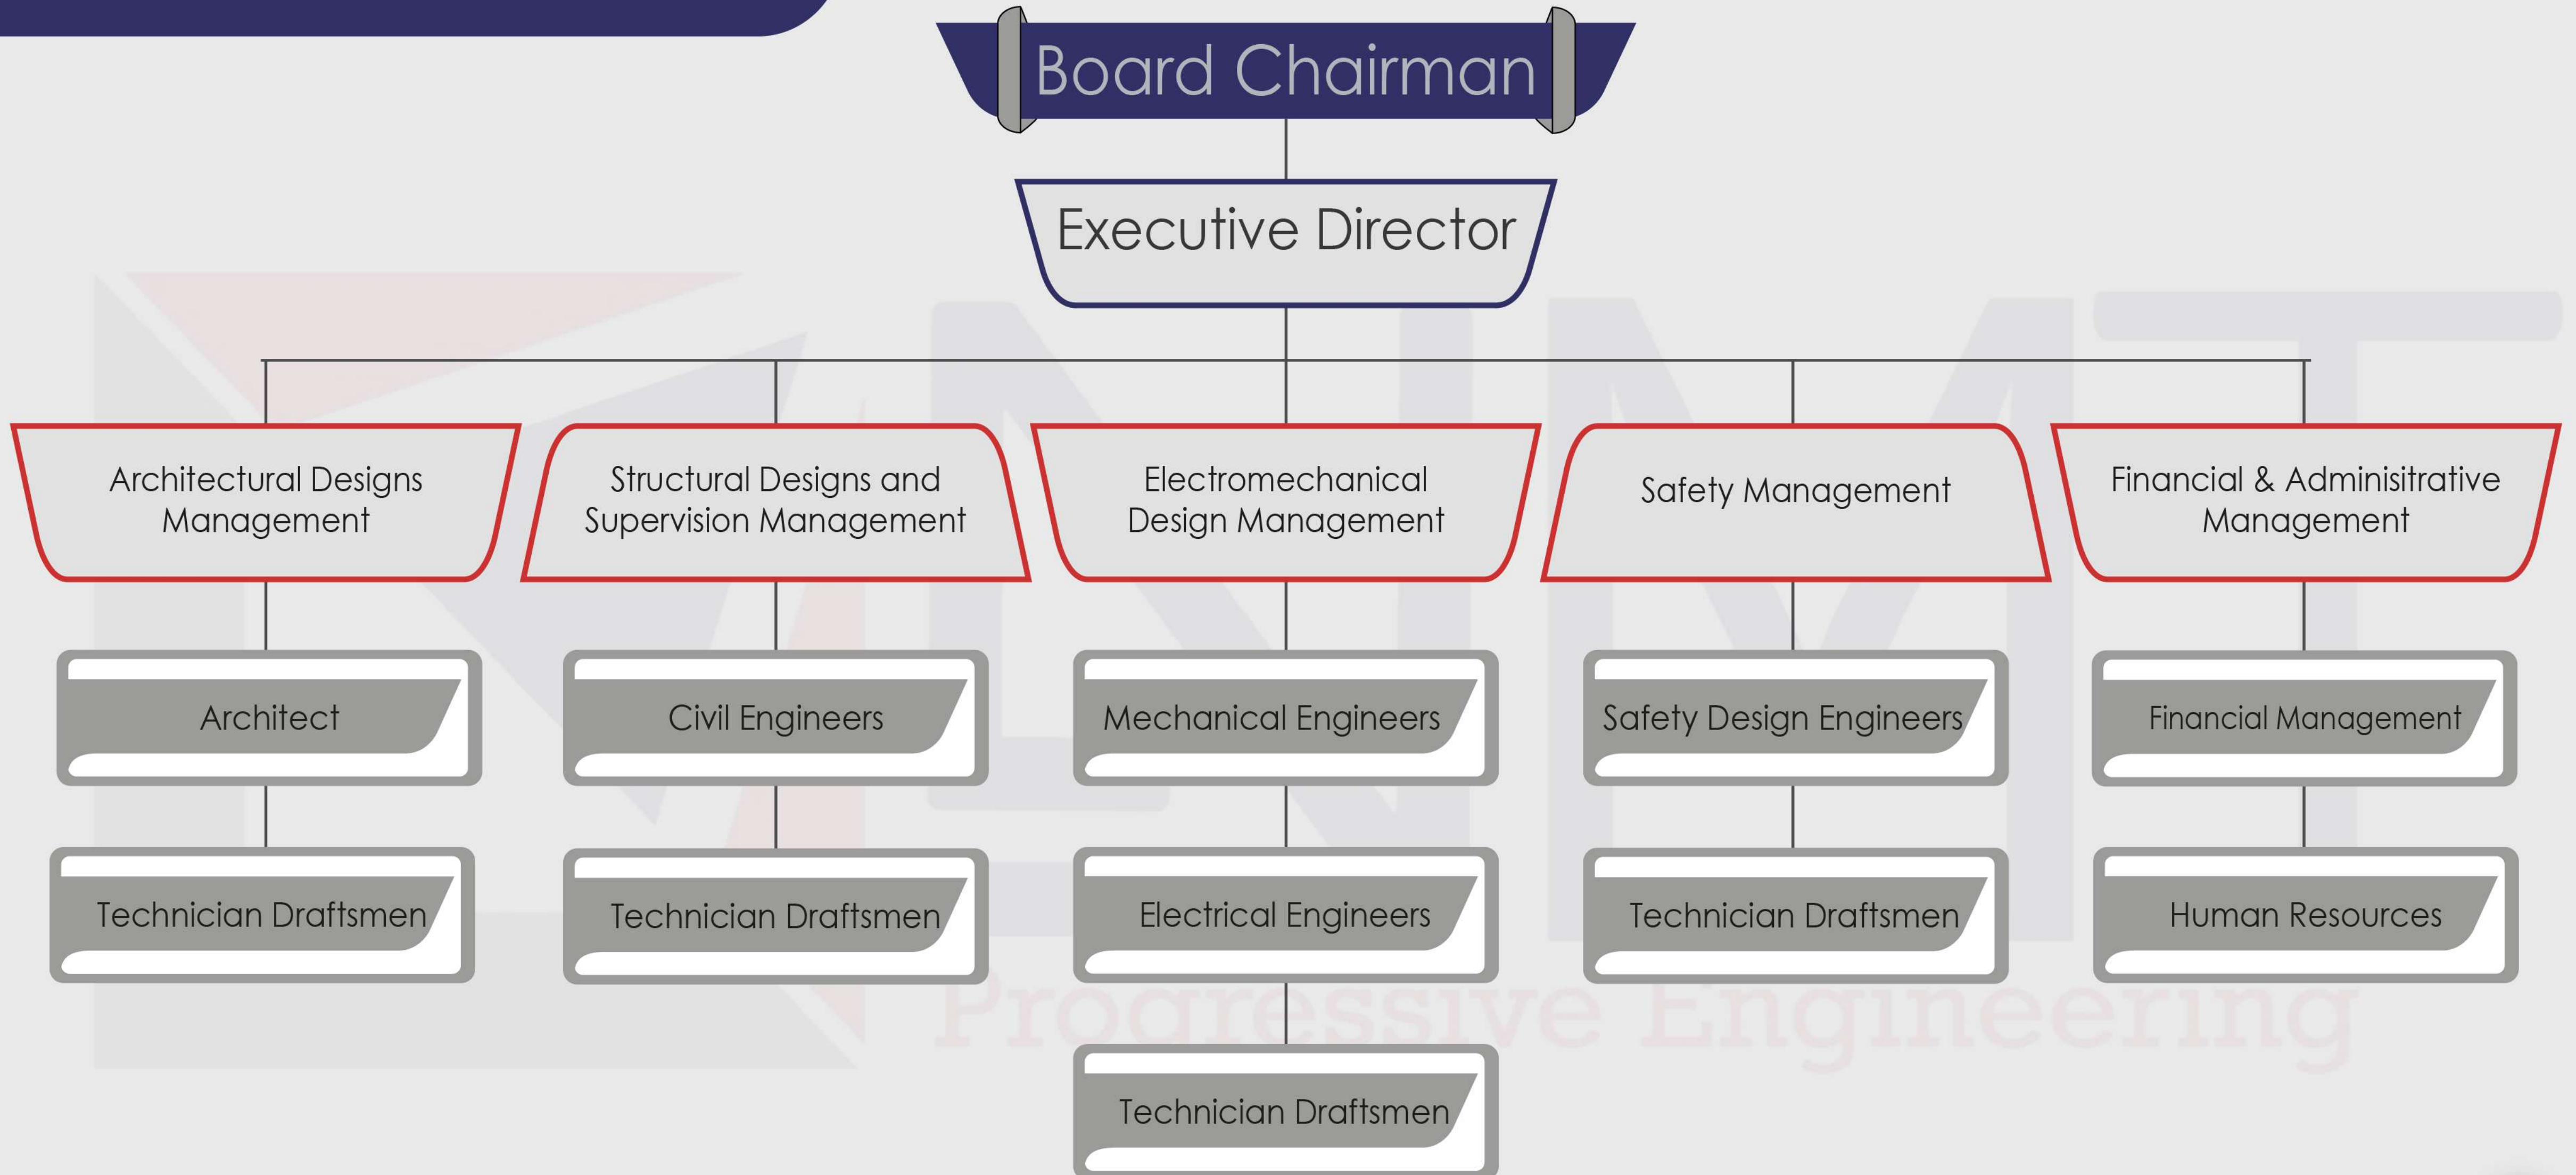 Board Chairman
Executive Director
Architectural Designs
Management
Structural Designs and
Supervision Management
Electromechanical
Design Management
Safety Management
Financial & Adminisitrative
Management
Architect
Civil Engineers
Mechanical Engineers
Safety Design Engineers
Financial Management
Technician Draftsmen
Technician Draftsmen
Electrical Engineers
Technician Draftsmen
Human Resources
Progressive Engineering
Technician Draftsmen